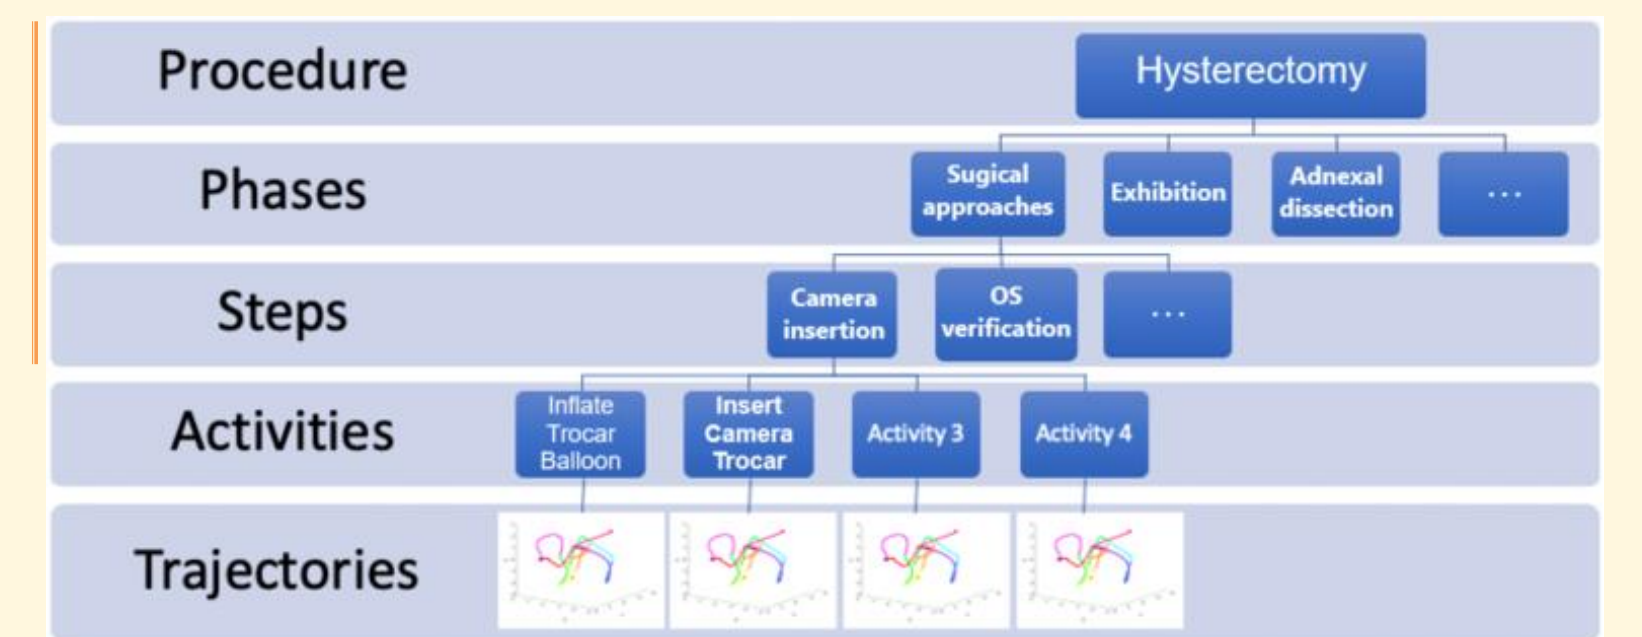 Procedure
Hysterectomy
Phases
Sugical
approaches
Exhibition
Adnexal
dissection
...
Steps
Camera
insertion
OS
verification
...
Activities
Inflate
Trocar
Balloon
Insert
Camera
Trocar
Activity 3
Activity 4
Trajectories